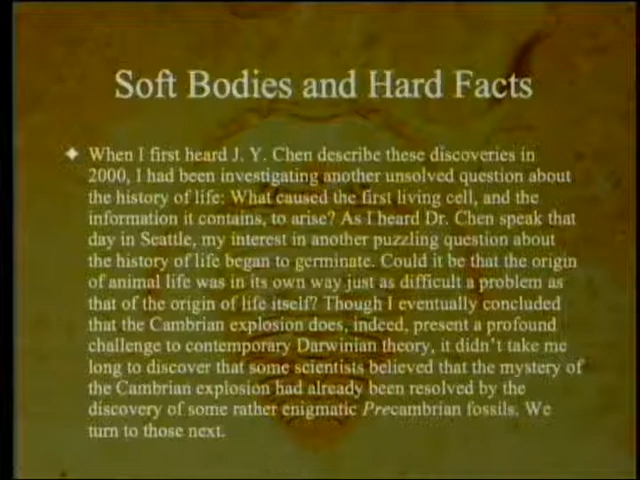 Soft Bodies and Hard Facts
When I first heard J. Y. Chen describe these discoveries in
2000, I had been investigating another unsolved question about
the history of life: What caused the first living cell, and the
information it contains, to arise? As I heard Dr. Chen speak that
day in Seattle, my interest in another puzzling question about
the history of life began to germinate. Could it be that the origin
of animal life was in its own way just as difficult a problem as
that of the origin of life itself? Though I eventually concluded
that the Cambrian explosion does, indeed, present a profound
challenge to contemporary Darwinian theory, it didn't take me
long to discover that some scientists believed that the mystery of
the Cambrian explosion had already been resolved by the
discovery of some rather enigmatic Precambrian fossils. We
turn to those next.